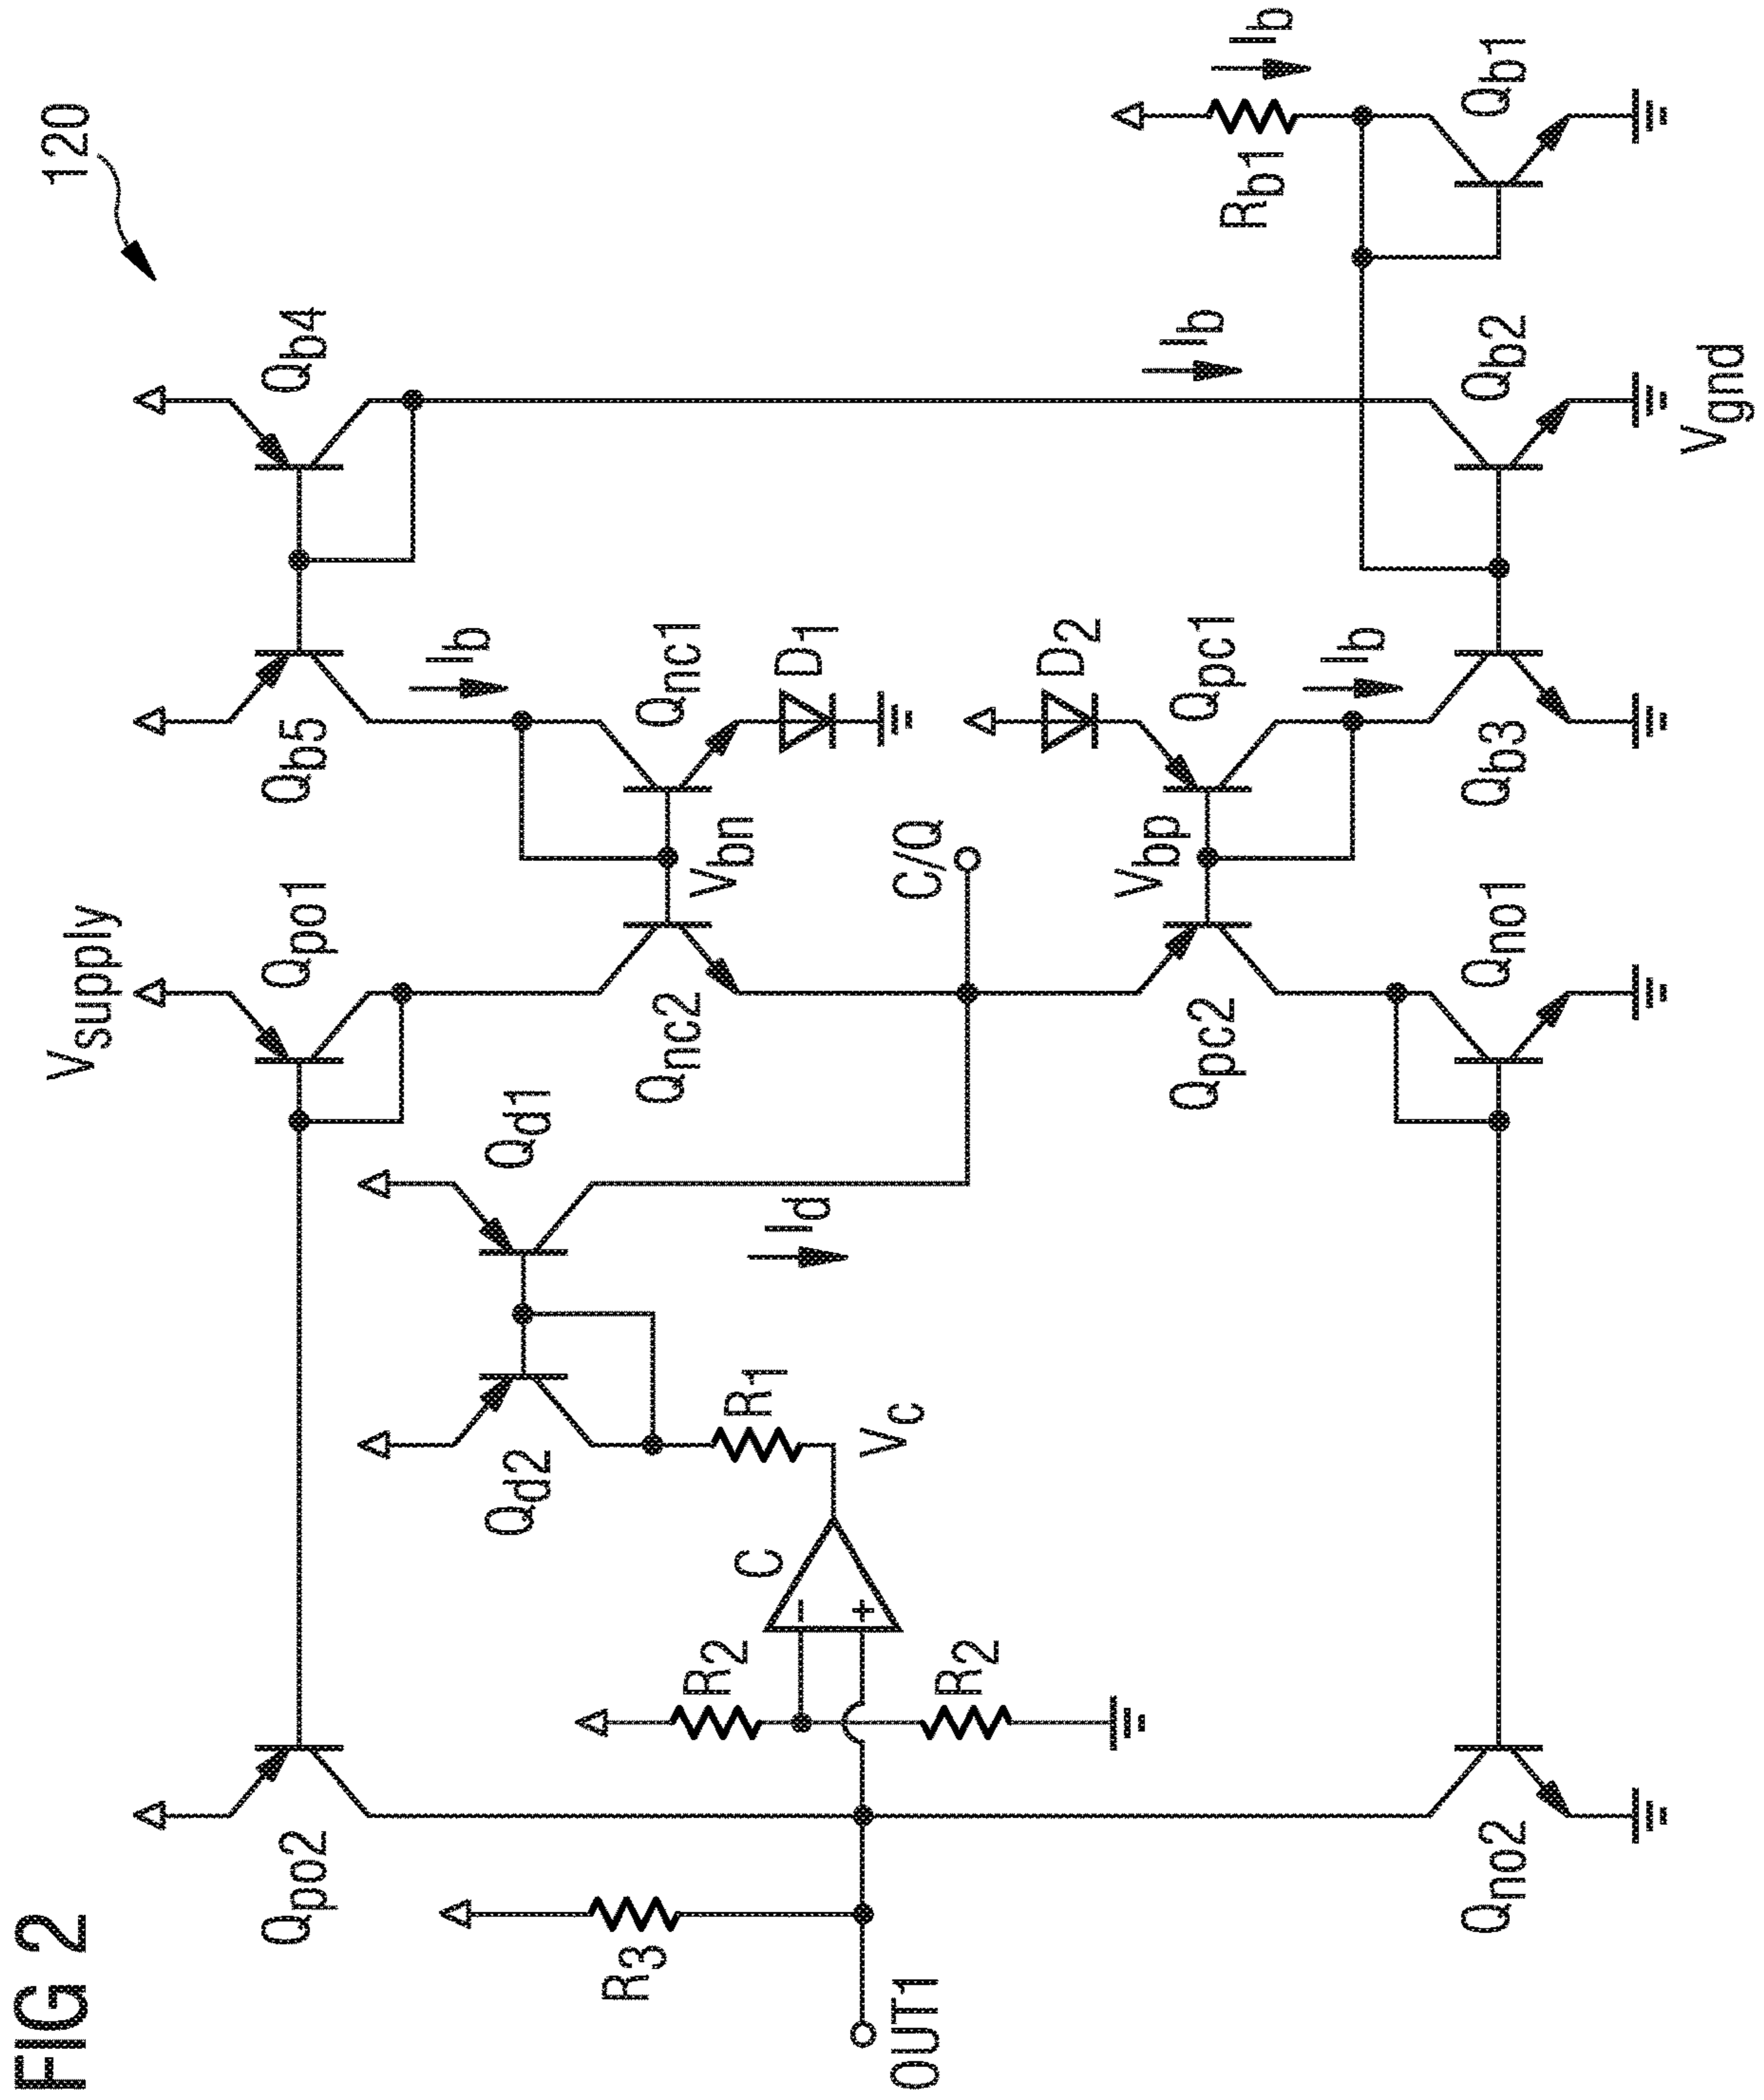 FIG 2
120
Vsupply
Qpo2
Qpo1
Qb5
Qb4
Qd2
Qd1
Ib
R3
R2
C
R1
Id
Qnc2
Vbn
Qnc1
D1
Vc
OUT1
C/Q
R2
D2
Qpc2
Vbp
Qpc1
Ib
Ib
Rb1
Ib
Qno2
Qno1
Qb3
Qb2
Qb1
Vgnd
-
+